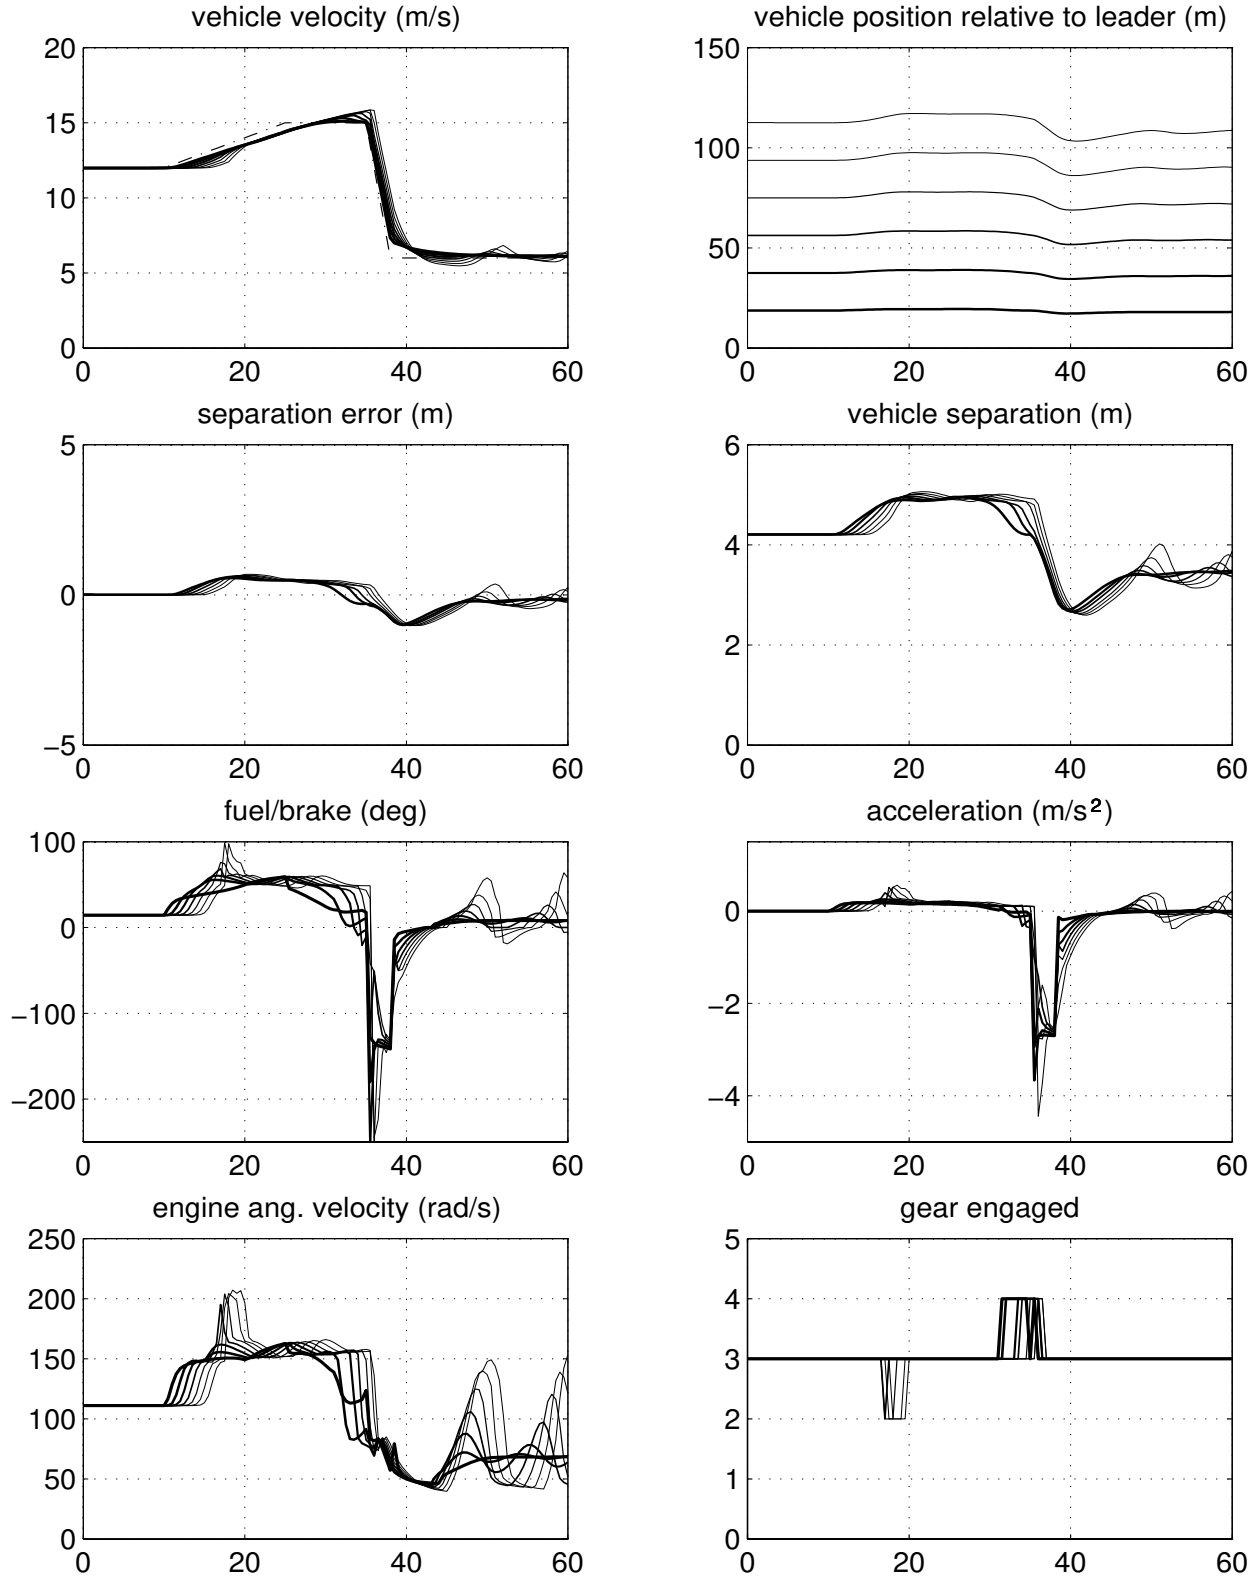 vehicle velocity (m/s)
20
15
10
5
0
0 20 40 60
vehicle position relative to leader (m)
150
100
50
0
0 20 40 60
separation error (m)
5
0
−5
0 20 40 60
vehicle separation (m)
6
4
2
0
0 20 40 60
fuel/brake (deg)
100
0
−100
−200
0 20 40 60
acceleration (m/s²)
0
−2
−4
0 20 40 60
engine ang. velocity (rad/s)
250
200
150
100
50
0
0 20 40 60
gear engaged
5
4
3
2
1
0
0 20 40 60